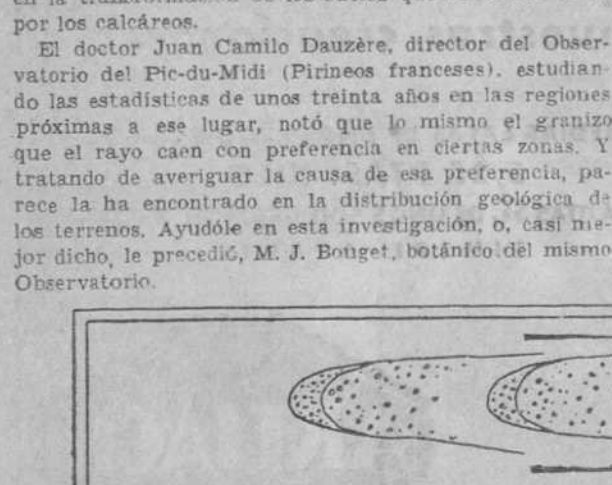 por los calcáreos.
El doctor Juan Camilo Dauzère, director del Obser-
vatorio del Pic-du-Midi (Pirineos franceses), estudian-
do las estadísticas de unos treinta años en las regiones
próximas a ese lugar, notó que lo mismo el granizo
que el rayo caen con preferencia en ciertas zonas. Y
tratando de averiguar la causa de esa preferencia, pa-
rece la ha encontrado en la distribución geológica de
los terrenos. Ayudóle en esta investigación, o, casi me-
jor dicho, le precedió, M. J. Bouget, botánico del mismo
Observatorio.